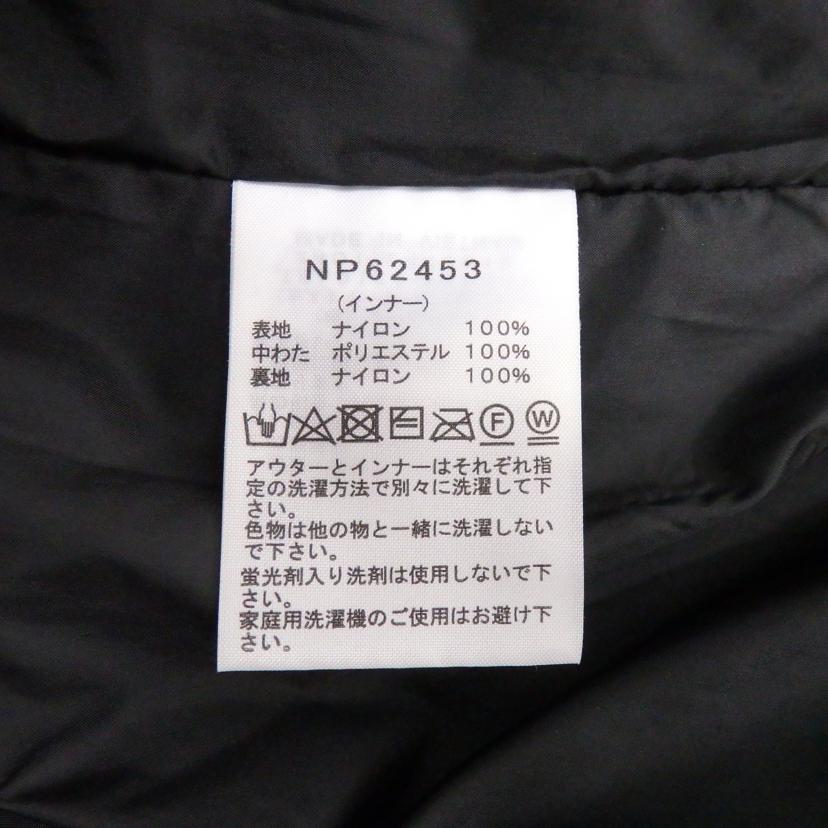 NP62453
(インナー)
表地 ナイロン 100%
中わた ポリエステル 100%
裏地 ナイロン 100%
F W
アウターとインナーはそれぞれ指
定の洗濯方法で別々に洗濯して下
さい。
色物は他の物と一緒に洗濯しない
で下さい。
蛍光剤入り洗剤は使用しないで下
さい。
家庭用洗濯機のご使用はお避け下
さい。